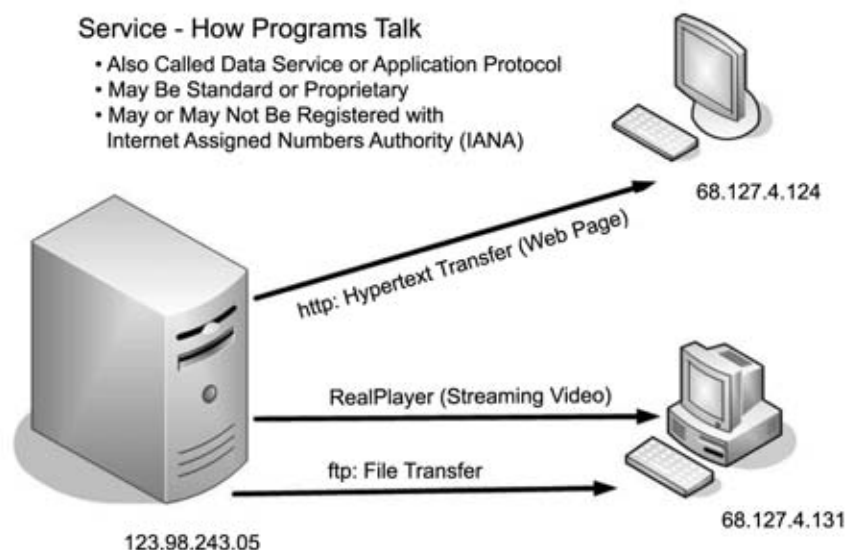 Service - How Programs Talk
• Also Called Data Service or Application Protocol
• May Be Standard or Proprietary
• May or May Not Be Registered with
Internet Assigned Numbers Authority (IANA)
68.127.4.124
http: Hypertext Transfer (Web Page)
RealPlayer (Streaming Video)
ftp: File Transfer
68.127.4.131
123.98.243.05